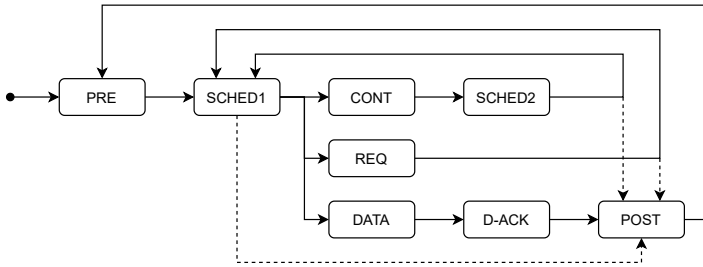 PRE
SCHED1
CONT
SCHED2
REQ
DATA
D-ACK
POST